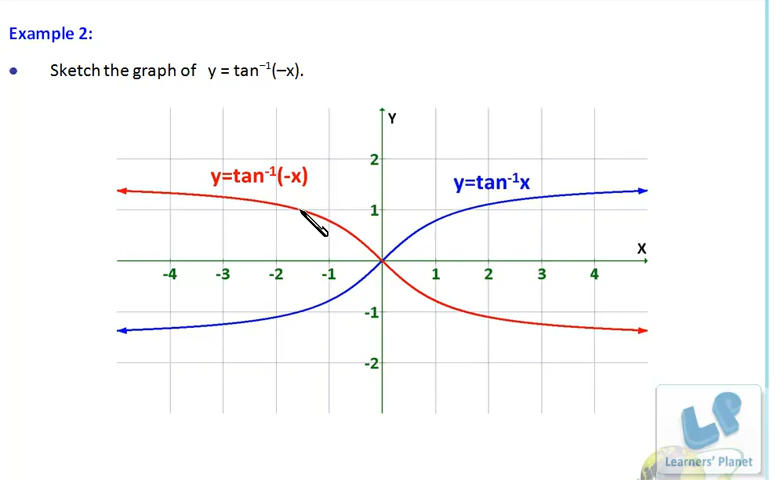 Example 2:
• Sketch the graph of y = tan⁻¹(–x).
Y
2
y=tan⁻¹(-x)
y=tan⁻¹x
1
X
-4 -3 -2 -1 1 2 3 4
-1
-2
LP
Learners' Planet